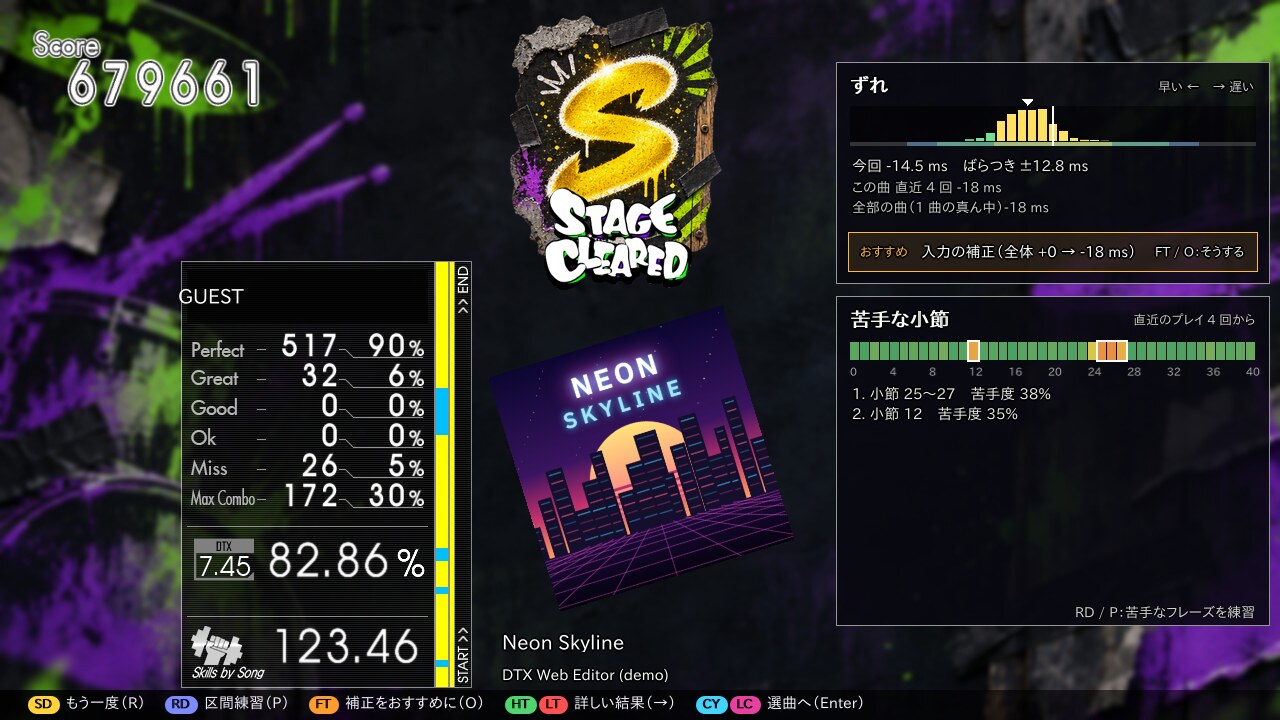 Score
679661
S
STAGE
CLEARED
ずれ
早い ← → 遅い
今回 -14.5 ms ばらつき ±12.8 ms
この曲 直近 4 回 -18 ms
全部の曲(1 曲の真ん中)-18 ms
おすすめ 入力の補正(全体 +0 → -18 ms) FT / O:そうする
苦手な小節
直近のプレイ 4 回から
0 4 8 12 16 20 24 28 32 36 40
1. 小節 25～27 苦手度 38%
2. 小節 12 苦手度 35%
RD / P:苦手なフレーズを練習
GUEST
Perfect 517 90%
Great 32 6%
Good 0 0%
Ok 0 0%
Miss 26 5%
Max Combo 172 30%
DTX
7.45
82.86 %
123.46
Skills by Song
>> END
START >>
NEON
SKYLINE
Neon Skyline
DTX Web Editor (demo)
SD もう一度(R) RD 区間練習(P) FT 補正をおすすめに(O) HT LT 詳しい結果(→) CY LC 選曲へ(Enter)